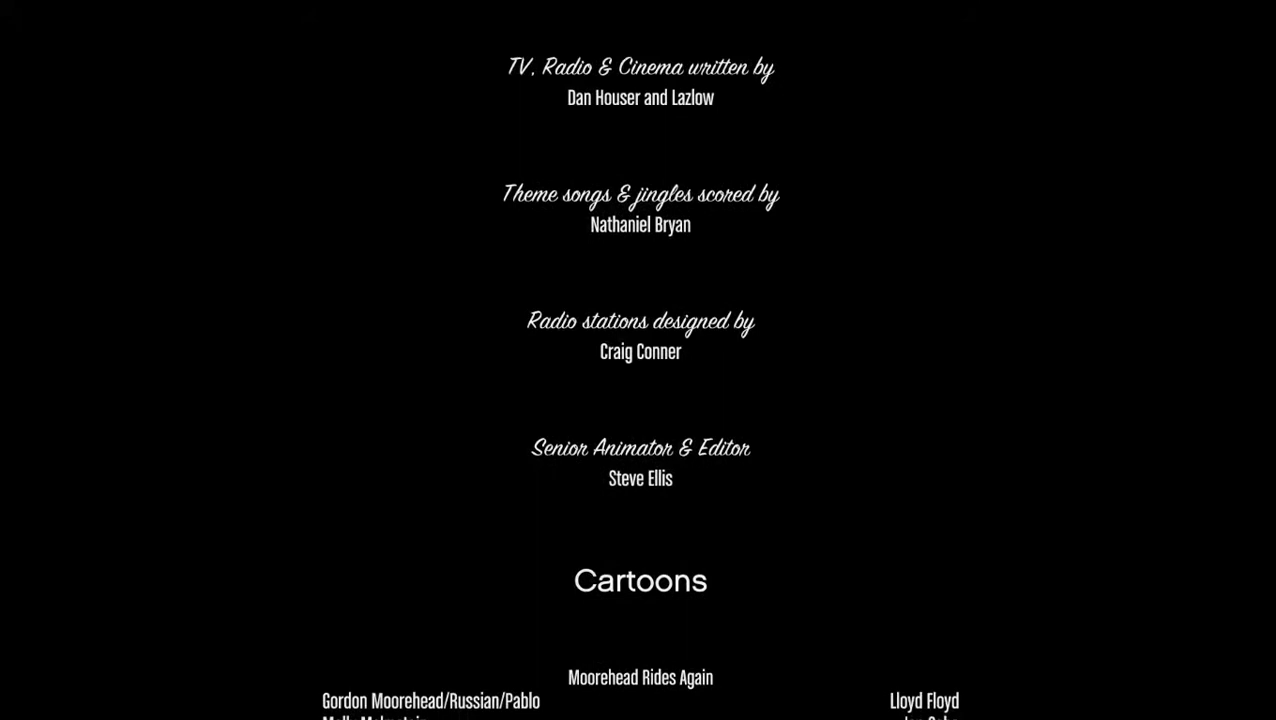 TV, Radio & Cinema written by
Dan Houser and Lazlow
Theme songs & jingles scored by
Nathaniel Bryan
Radio stations designed by
Craig Conner
Senior Animator & Editor
Steve Ellis
Cartoons
Moorehead Rides Again
Gordon Moorehead/Russian/Pablo Lloyd Floyd